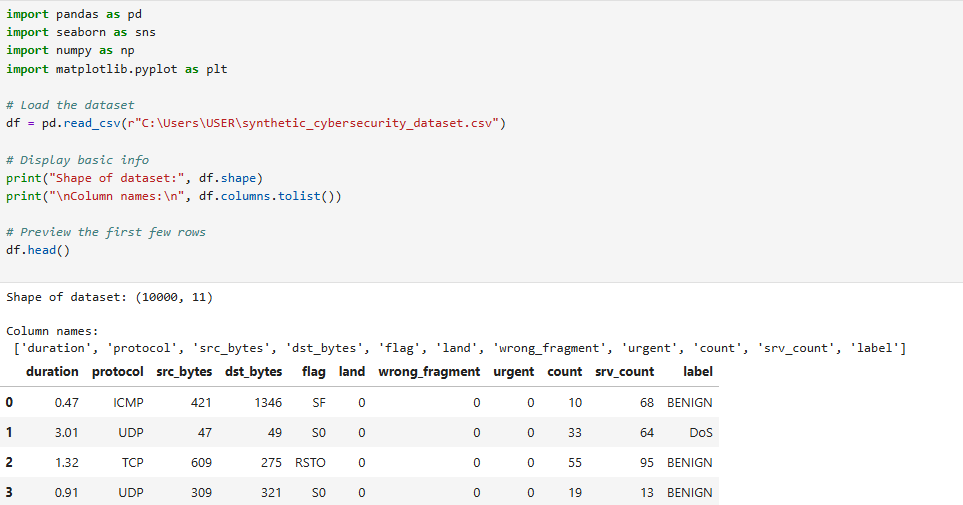 import pandas as pd
import seaborn as sns
import numpy as np
import matplotlib.pyplot as plt
# Load the dataset
df = pd.read_csv(r"C:\Users\USER\synthetic_cybersecurity_dataset.csv")
# Display basic info
print("Shape of dataset:", df.shape)
print("\nColumn names:\n", df.columns.tolist())
# Preview the first few rows
df.head()
Shape of dataset: (10000, 11)
Column names:
['duration', 'protocol', 'src_bytes', 'dst_bytes', 'flag', 'land', 'wrong_fragment', 'urgent', 'count', 'srv_count', 'label']
duration protocol src_bytes dst_bytes flag land wrong_fragment urgent count srv_count label
0 0.47 ICMP 421 1346 SF 0 0 0 10 68 BENIGN
1 3.01 UDP 47 49 S0 0 0 0 33 64 DoS
2 1.32 TCP 609 275 RSTO 0 0 0 55 95 BENIGN
3 0.91 UDP 309 321 S0 0 0 0 19 13 BENIGN